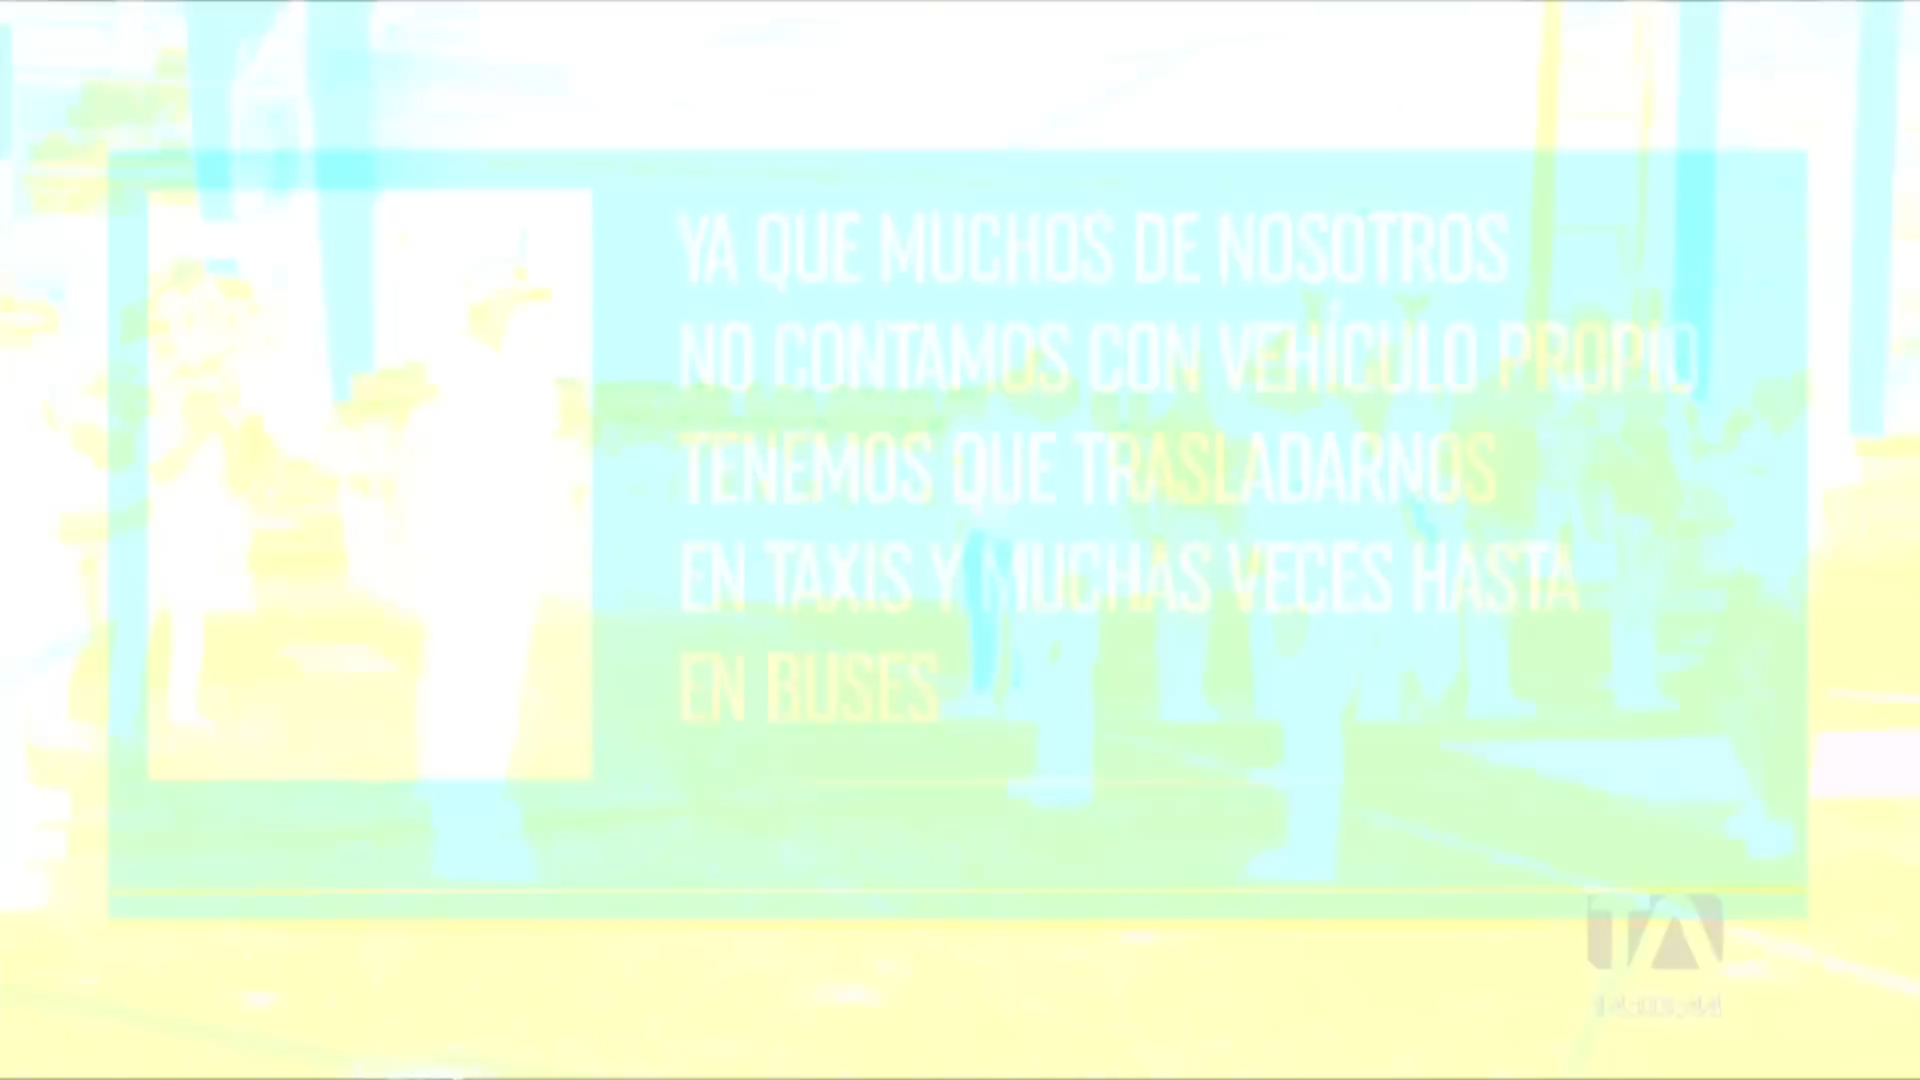 YA QUE MUCHOS DE NOSOTROS
NO CONTAMOS CON VEHÍCULO PROPIO
TENEMOS QUE TRASLADARNOS
EN TAXIS Y MUCHAS VECES HASTA
EN BUSES
TA